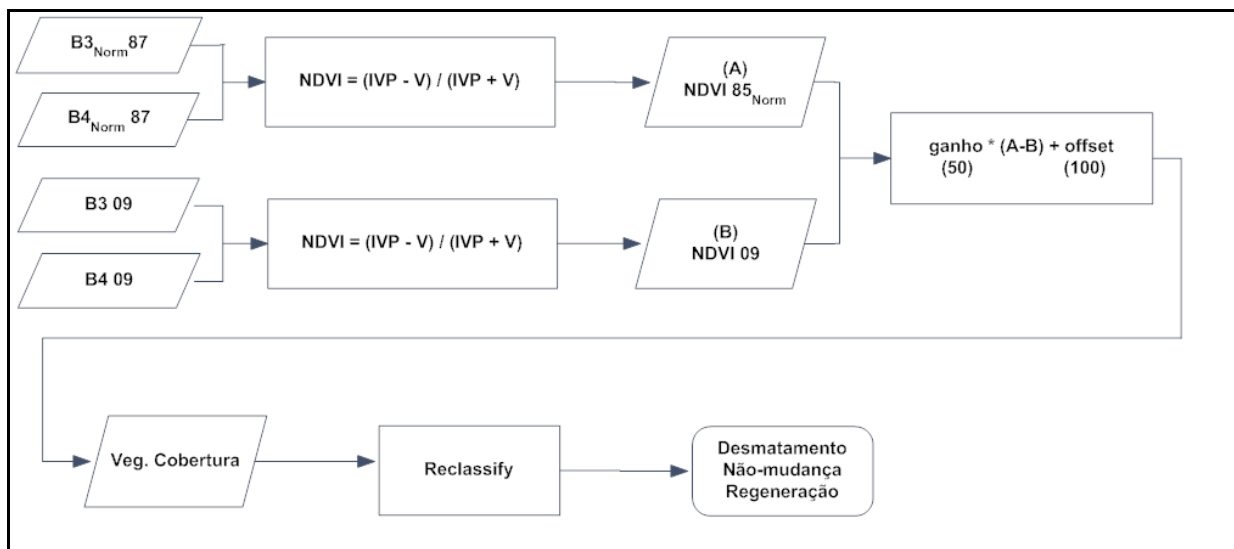 B3Norm87
B4Norm 87
NDVI = (IVP - V) / (IVP + V)
(A)
NDVI 85Norm
ganho * (A-B) + offset
(50) (100)
B3 09
B4 09
NDVI = (IVP - V) / (IVP + V)
(B)
NDVI 09
Veg. Cobertura
Reclassify
Desmatamento
Não-mudança
Regeneração